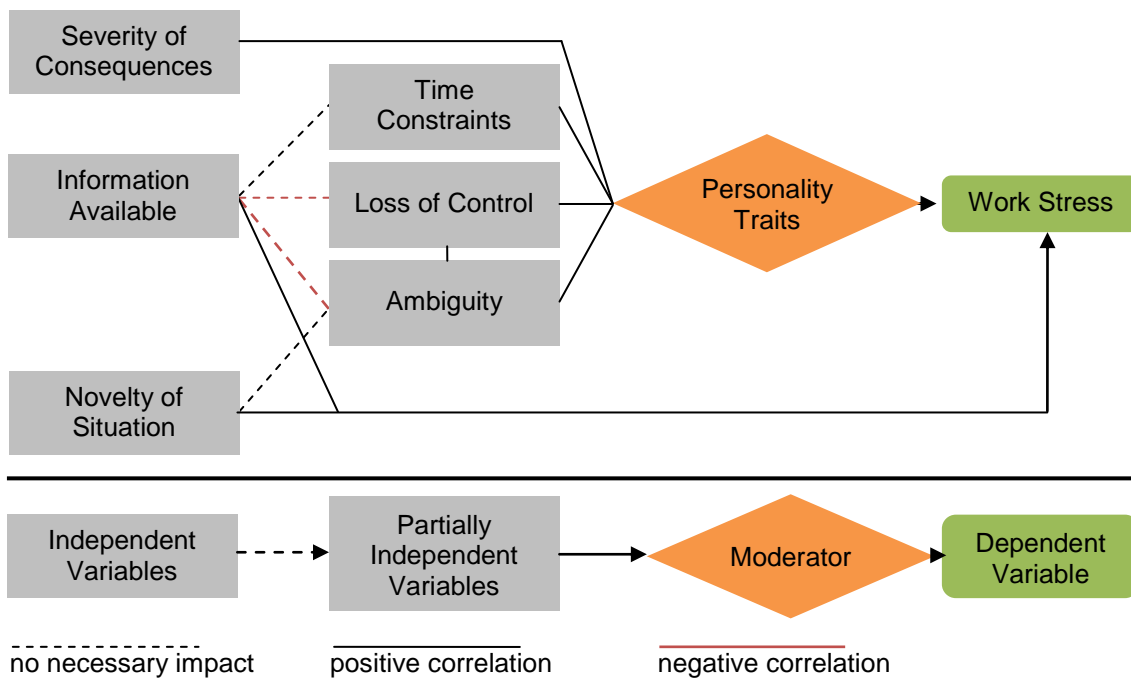 Severity of
Consequences
Time
Constraints
Information
Available
Loss of Control
Personality
Traits
Work Stress
Ambiguity
Novelty of
Situation
Independent
Variables
Partially
Independent
Variables
Moderator
Dependent
Variable
no necessary impact
positive correlation
negative correlation